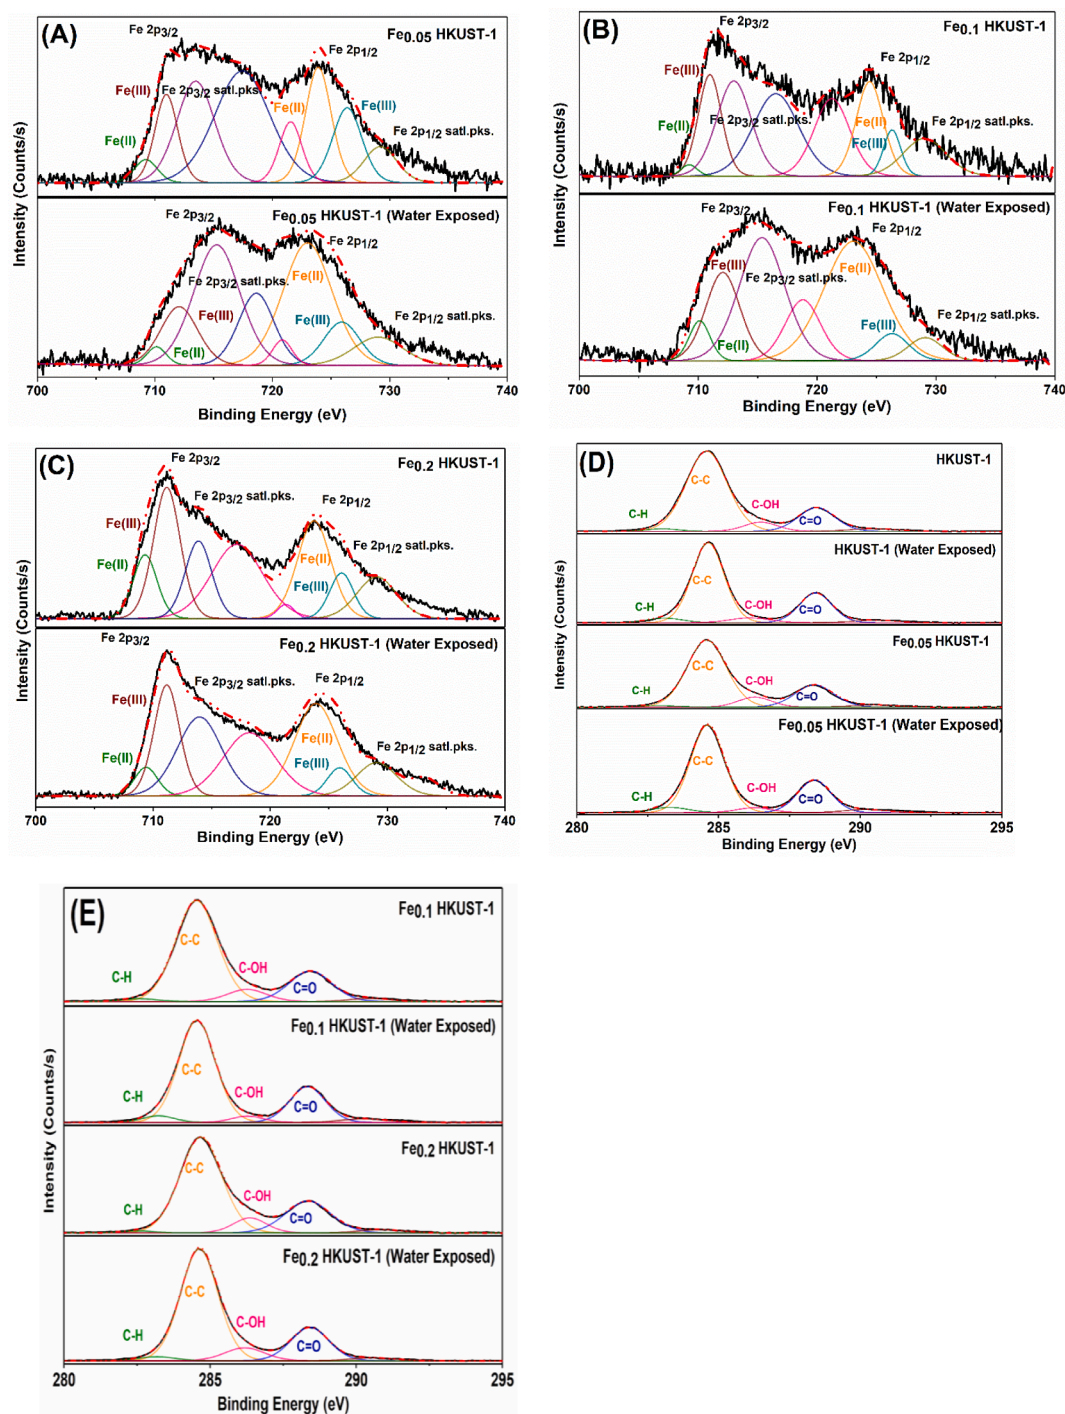 (A)
Fe 2p3/2
Fe0.05 HKUST-1
Fe 2p1/2
Fe(III)
Fe 2p3/2 satl.pks.
Fe(II)
Fe(III)
Fe(II)
Fe 2p1/2 satl.pks.
Fe0.05 HKUST-1 (Water Exposed)
Fe 2p3/2
Fe 2p1/2
Fe 2p3/2 satl.pks.
Fe(II)
Fe(III)
Fe(III)
Fe 2p1/2 satl.pks.
Fe(II)
700 710 720 730 740
Binding Energy (eV)
Intensity (Counts/s)
(B)
Fe 2p3/2
Fe0.1 HKUST-1
Fe 2p1/2
Fe(III)
Fe 2p3/2 satl.pks.
Fe(II)
Fe(II)
Fe(III)
Fe 2p1/2 satl.pks.
Fe0.1 HKUST-1 (Water Exposed)
Fe 2p3/2
Fe 2p1/2
Fe(III)
Fe 2p3/2 satl.pks.
Fe(II)
Fe(II)
Fe(III)
Fe 2p1/2 satl.pks.
700 710 720 730 740
Binding Energy (eV)
Intensity (Counts/s)
(C)
Fe 2p3/2
Fe0.2 HKUST-1
Fe 2p3/2 satl.pks.
Fe 2p1/2
Fe(III)
Fe 2p1/2 satl.pks.
Fe(II)
Fe(II)
Fe(III)
Fe 2p3/2
Fe0.2 HKUST-1 (Water Exposed)
Fe 2p3/2 satl.pks.
Fe 2p1/2
Fe(III)
Fe(II)
Fe(II)
Fe(III)
Fe 2p1/2 satl.pks.
700 710 720 730 740
Binding Energy (eV)
Intensity (Counts/s)
(D)
HKUST-1
C-H
C-C
C-OH
C=O
HKUST-1 (Water Exposed)
C-H
C-C
C-OH
C=O
Fe0.05 HKUST-1
C-H
C-C
C-OH
C=O
Fe0.05 HKUST-1 (Water Exposed)
C-H
C-C
C-OH
C=O
280 285 290 295
Binding Energy (eV)
Intensity (Counts/s)
(E)
Fe0.1 HKUST-1
C-H
C-C
C-OH
C=O
Fe0.1 HKUST-1 (Water Exposed)
C-H
C-C
C-OH
C=O
Fe0.2 HKUST-1
C-H
C-C
C-OH
C=O
Fe0.2 HKUST-1 (Water Exposed)
C-H
C-C
C-OH
C=O
280 285 290 295
Binding Energy (eV)
Intensity (Counts/s)